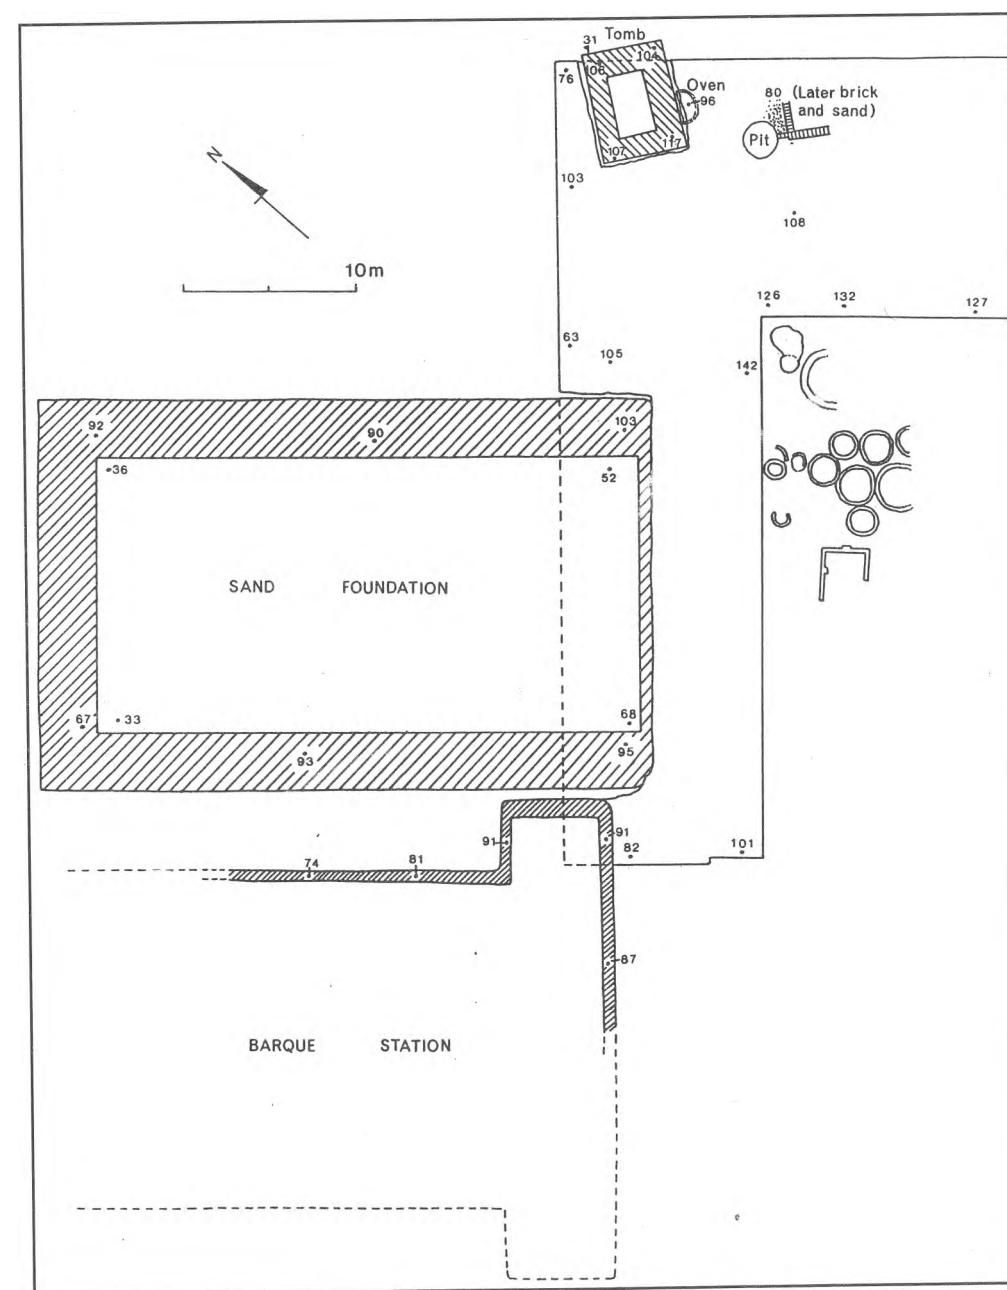 31 Tomb
106 104
76
Oven
96
80 (Later brick
and sand)
Pit
107 117
103
N
108
10m
126 132 127
63
105
142
92 90 103
36 52
SAND FOUNDATION
67 33 68
93 95
91 91
82 101
74 81
87
BARQUE STATION